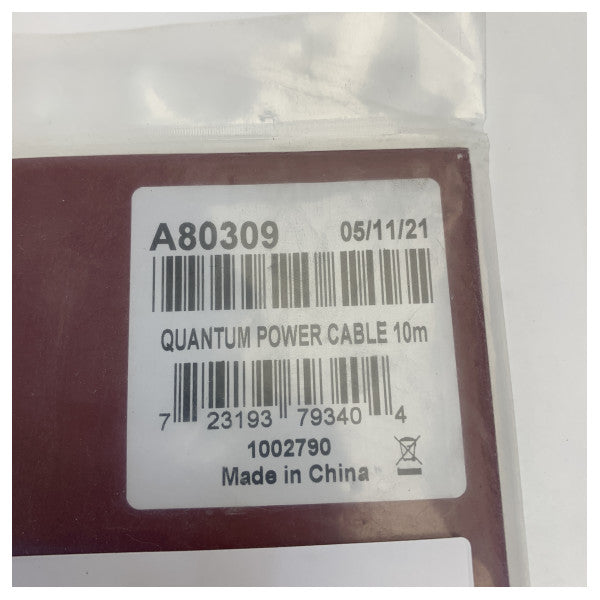 A80309 05/11/21
QUANTUM POWER CABLE 10m
7 23193 79340 4
1002790
Made in China